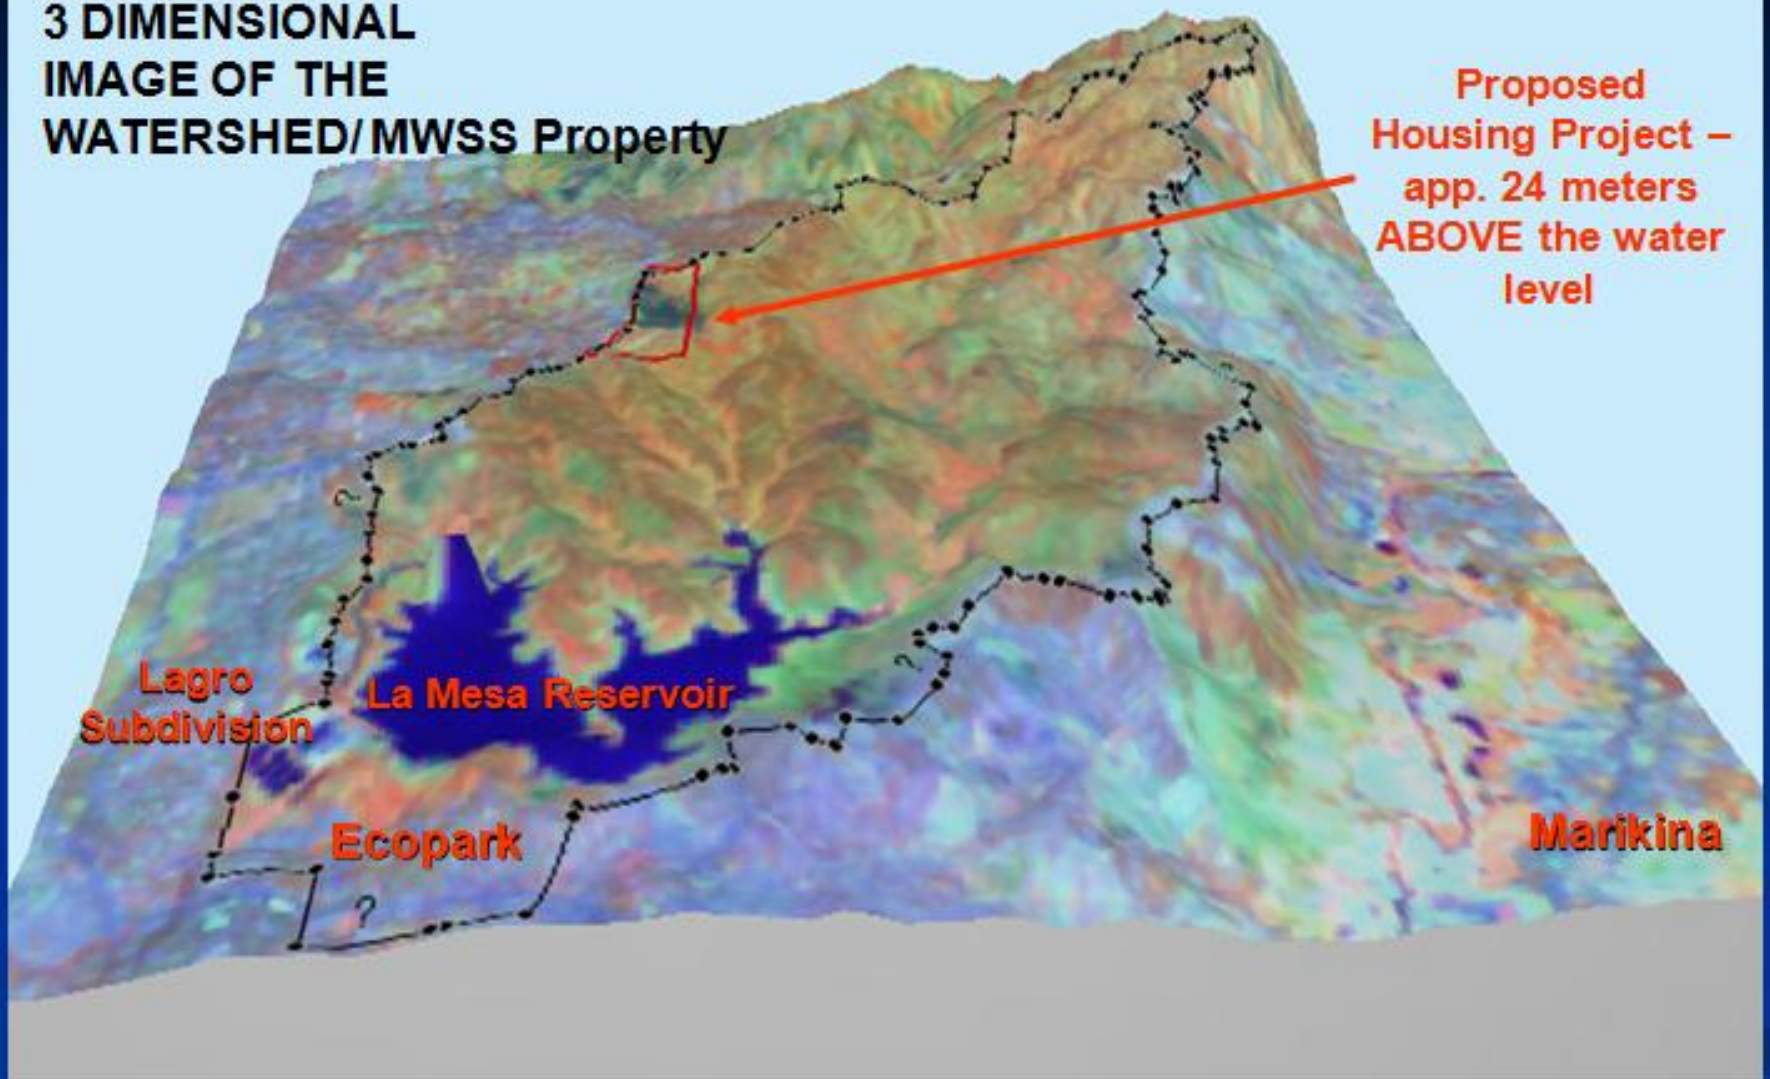 3 DIMENSIONAL
IMAGE OF THE
WATERSHED/ MWSS Property
Proposed
Housing Project –
app. 24 meters
ABOVE the water
level
?
?
Lagro
Subdivision
La Mesa Reservoir
Ecopark
Marikina
?